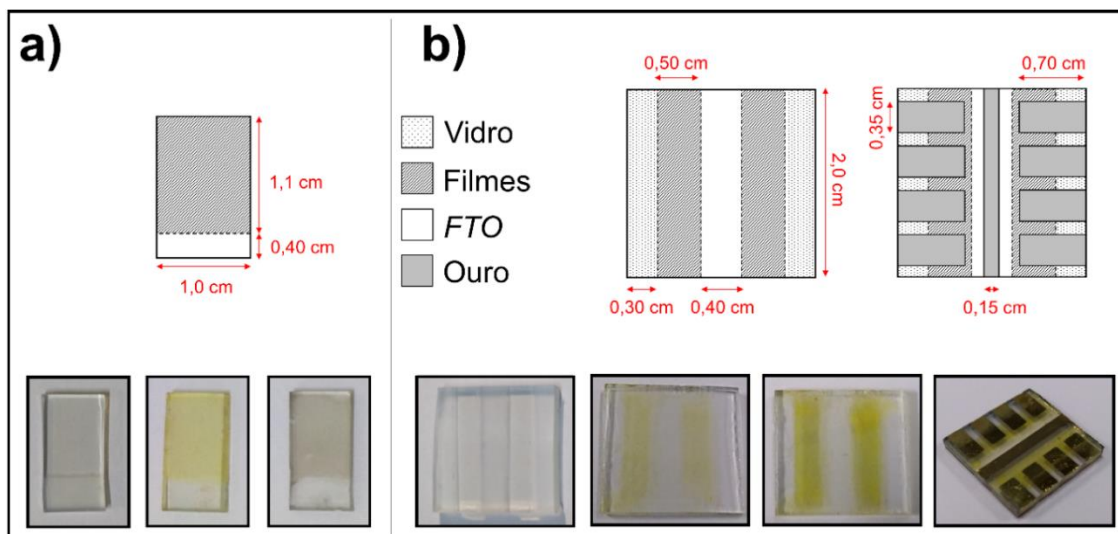 a)
1,1 cm
0,40 cm
1,0 cm
b)
Vidro
Filmes
FTO
Ouro
0,50 cm
2,0 cm
0,30 cm
0,40 cm
0,70 cm
0,35 cm
0,15 cm